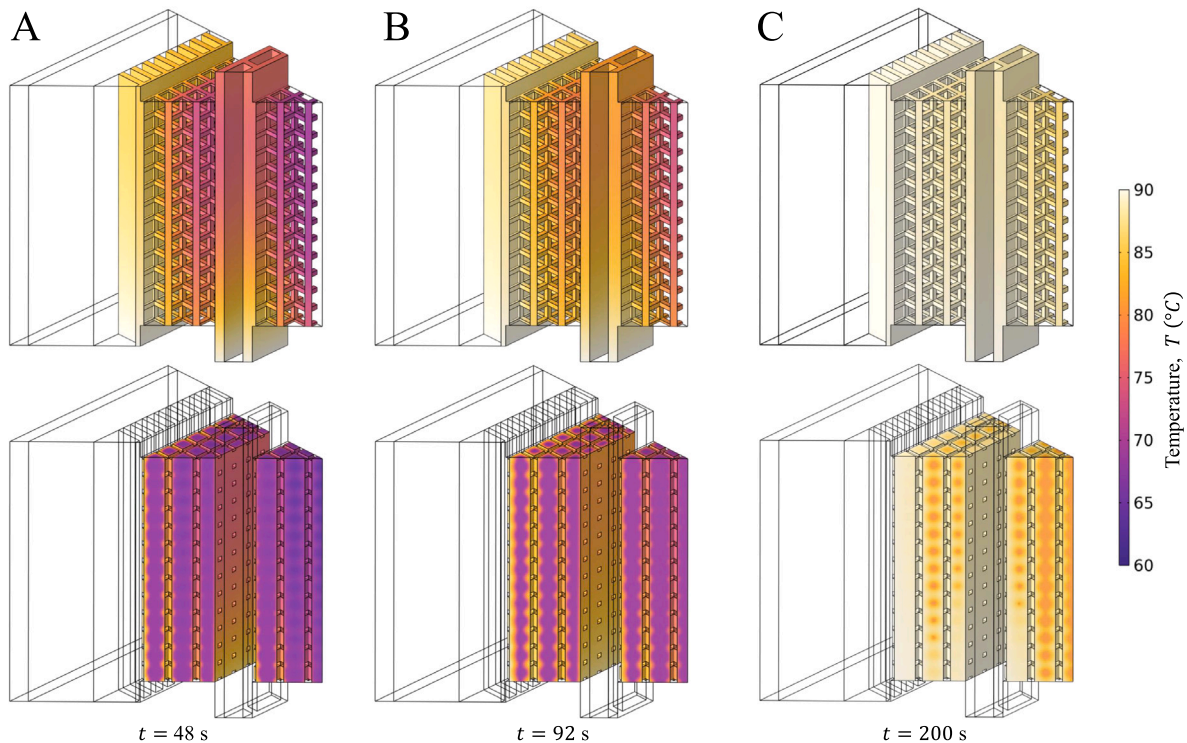 A
B
C
90
85
80
75
70
65
60
Temperature, T (°C)
t = 48 s
t = 92 s
t = 200 s